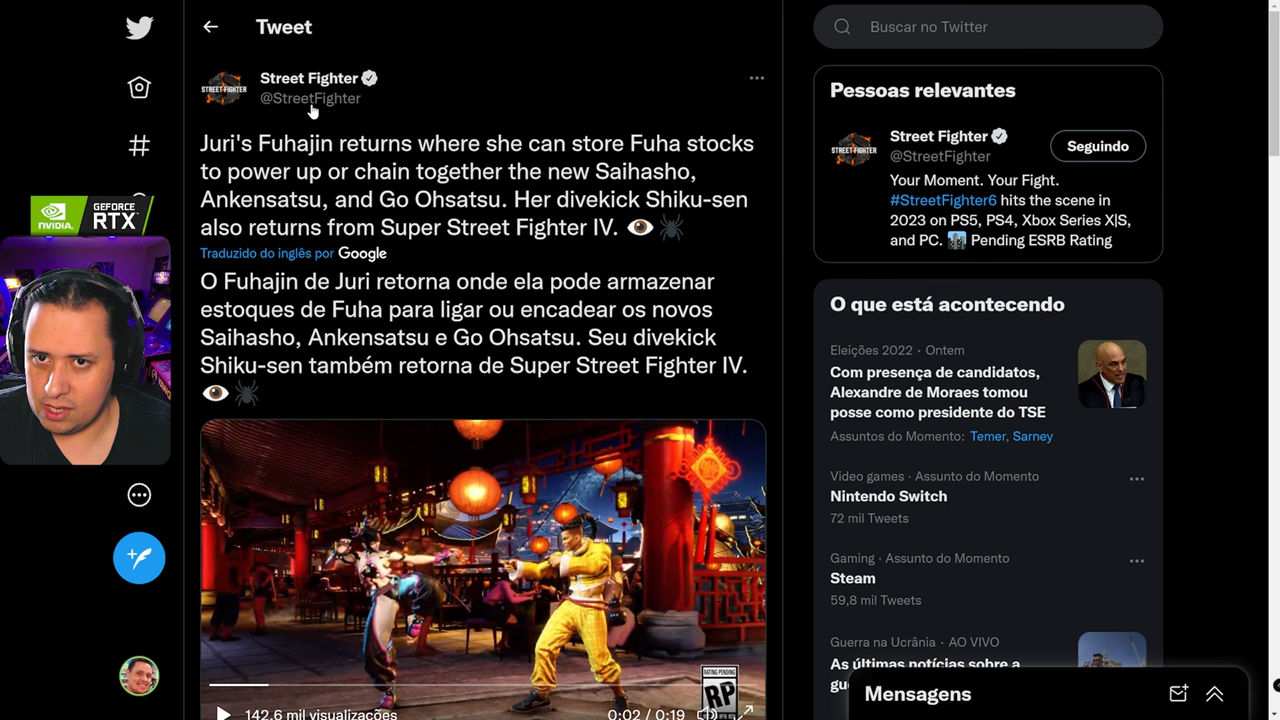 Tweet
Street Fighter
@StreetFighter
Juri's Fuhajin returns where she can store Fuha stocks
to power up or chain together the new Saihasho,
Ankensatsu, and Go Ohsatsu. Her divekick Shiku-sen
also returns from Super Street Fighter IV. 👁️🕷️
Traduzido do inglês por Google
O Fuhajin de Juri retorna onde ela pode armazenar
estoques de Fuha para ligar ou encadear os novos
Saihasho, Ankensatsu e Go Ohsatsu. Seu divekick
Shiku-sen também retorna de Super Street Fighter IV.
👁️🕷️
RATING PENDING
RP
142,6 mil visualizações
0:02 / 0:19
NVIDIA.
GEFORCE
RTX
STREET FIGHTER
Buscar no Twitter
Pessoas relevantes
STREET FIGHTER
Street Fighter
@StreetFighter
Seguindo
Your Moment. Your Fight.
#StreetFighter6 hits the scene in
2023 on PS5, PS4, Xbox Series X|S,
and PC. 🏙️ Pending ESRB Rating
O que está acontecendo
Eleições 2022 · Ontem
Com presença de candidatos,
Alexandre de Moraes tomou
posse como presidente do TSE
Assuntos do Momento: Temer, Sarney
Video games · Assunto do Momento
Nintendo Switch
72 mil Tweets
Gaming · Assunto do Momento
Steam
59,8 mil Tweets
Guerra na Ucrânia · AO VIVO
As últimas notícias sobre a
Mensagens